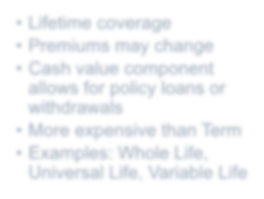 • Lifetime coverage
• Premiums may change
• Cash value component
allows for policy loans or
withdrawals
• More expensive than Term
• Examples: Whole Life,
Universal Life, Variable Life